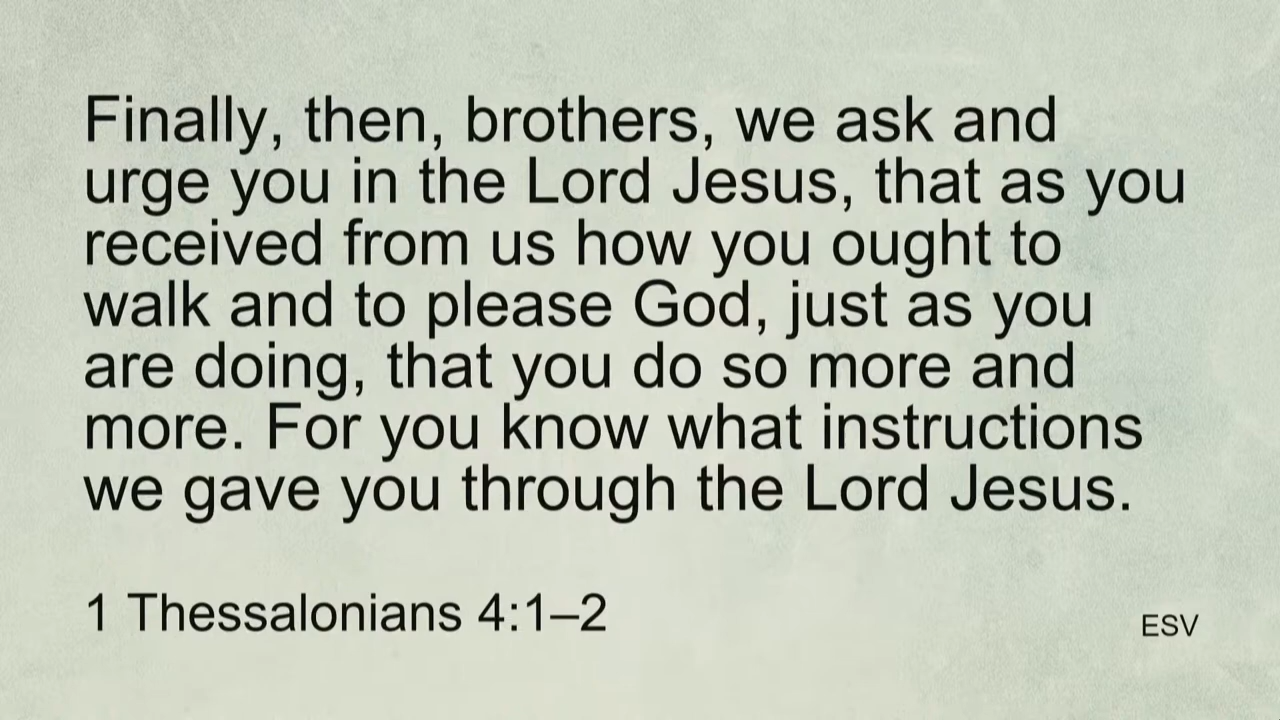 Finally, then, brothers, we ask and
urge you in the Lord Jesus, that as you
received from us how you ought to
walk and to please God, just as you
are doing, that you do so more and
more. For you know what instructions
we gave you through the Lord Jesus.
1 Thessalonians 4:1–2
ESV